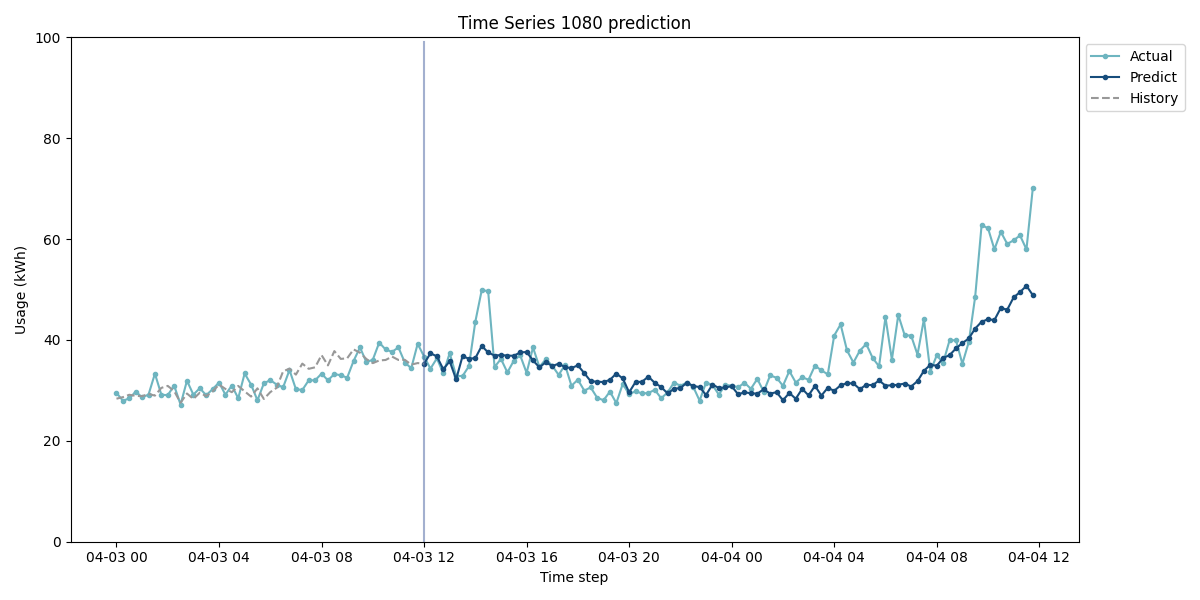 Time Series 1080 prediction
100
80
60
40
20
0
Usage (kWh)
04-03 00
04-03 04
04-03 08
04-03 12
04-03 16
04-03 20
04-04 00
04-04 04
04-04 08
04-04 12
Time step
Actual
Predict
History